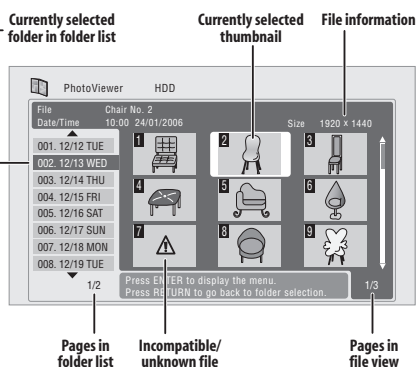 Currently selected
folder in folder list
Currently selected
thumbnail
File information
PhotoViewer HDD
File Chair No. 2
Date/Time 10:00 24/01/2006 Size 1920 x 1440
001. 12/12 TUE
002. 12/13 WED
003. 12/14 THU
004. 12/15 FRI
005. 12/16 SAT
006. 12/17 SUN
007. 12/18 MON
008. 12/19 TUE
1/2
1 2 3
4 5 6
7 8 9
Press ENTER to display the menu.
Press RETURN to go back to folder selection.
1/3
Pages in
folder list
Incompatible/
unknown file
Pages in
file view